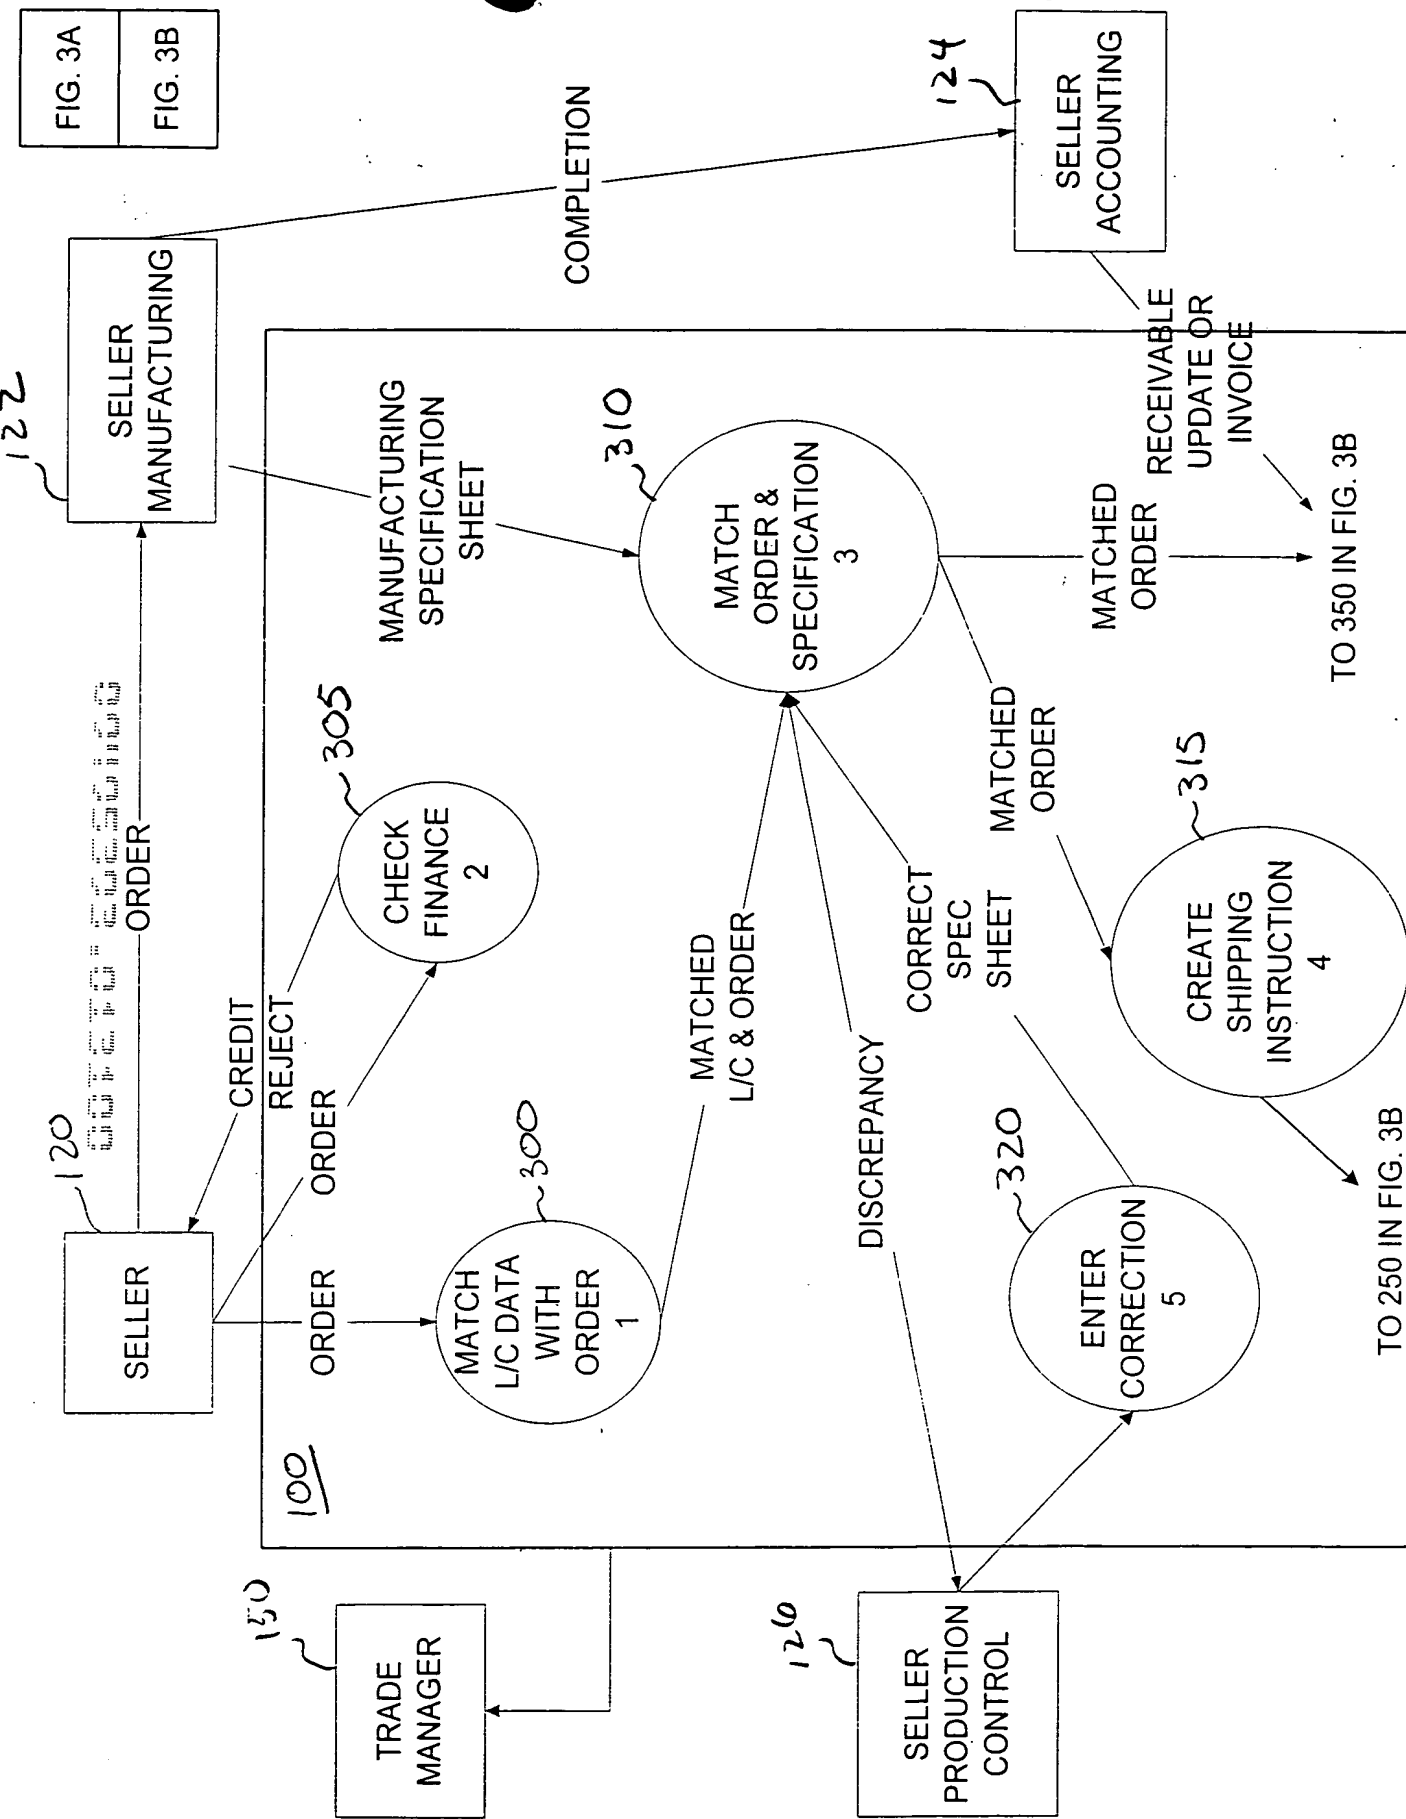 FIG. 3A
FIG. 3B
120
SELLER
ORDER
122
SELLER
MANUFACTURING
COMPLETION
124
SELLER
ACCOUNTING
RECEIVABLE
UPDATE OR
INVOICE
CREDIT
REJECT
ORDER
ORDER
305
CHECK
FINANCE
2
MANUFACTURING
SPECIFICATION
SHEET
100
300
MATCH
L/C DATA
WITH
ORDER
1
MATCHED
L/C & ORDER
310
MATCH
ORDER &
SPECIFICATION
3
150
TRADE
MANAGER
DISCREPANCY
CORRECT
SPEC
SHEET
MATCHED
ORDER
MATCHED
ORDER
126
SELLER
PRODUCTION
CONTROL
320
ENTER
CORRECTION
5
315
CREATE
SHIPPING
INSTRUCTION
4
TO 250 IN FIG. 3B
TO 350 IN FIG. 3B